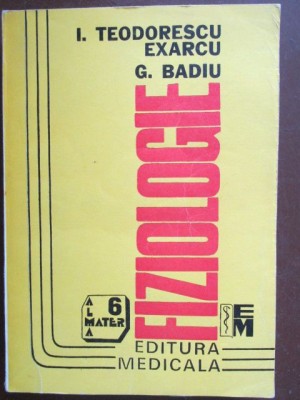 I. TEODORESCU
EXARCU
G. BADIU
FIZIOLOGIE
ALMA
6
MATER
EM
EDITURA
MEDICALA